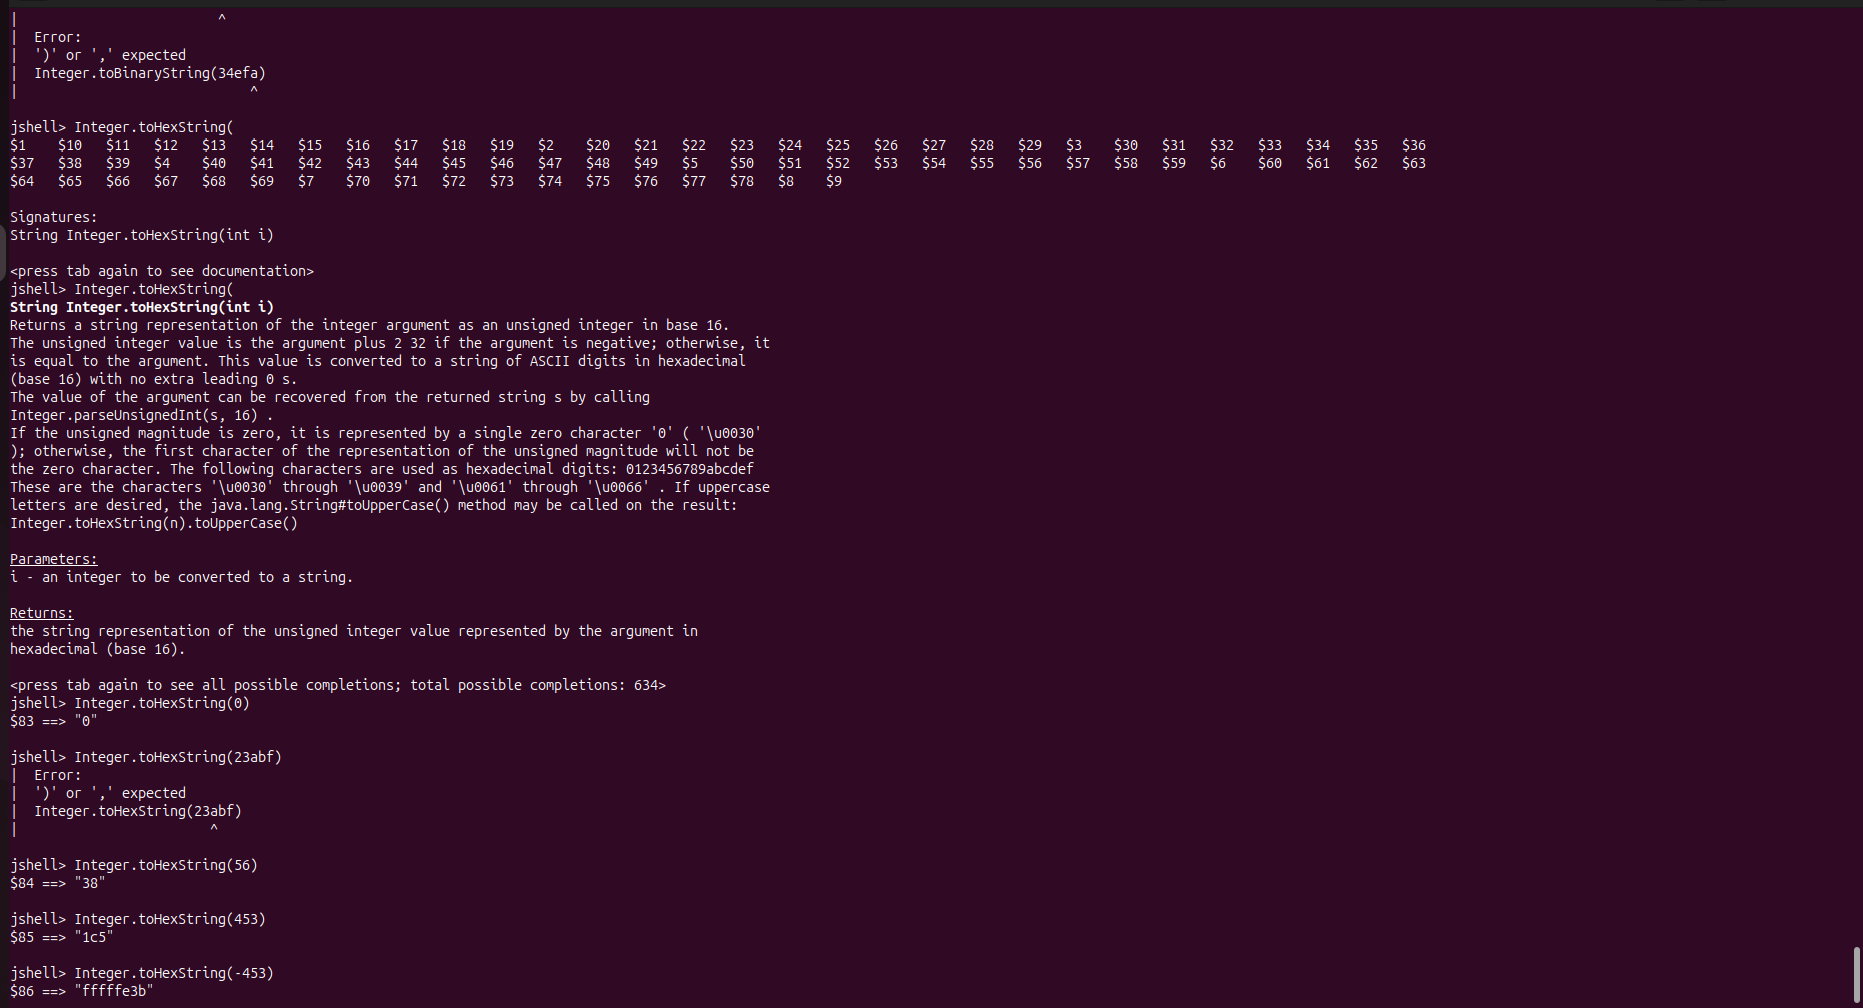 |                         ^
|  Error:
|  ')' or ',' expected
|  Integer.toBinaryString(34efa)
|                             ^
jshell> Integer.toHexString(
$1    $10   $11   $12   $13   $14   $15   $16   $17   $18   $19   $2    $20   $21   $22   $23   $24   $25   $26   $27   $28   $29   $3    $30   $31   $32   $33   $34   $35   $36
$37   $38   $39   $4    $40   $41   $42   $43   $44   $45   $46   $47   $48   $49   $5    $50   $51   $52   $53   $54   $55   $56   $57   $58   $59   $6    $60   $61   $62   $63
$64   $65   $66   $67   $68   $69   $7    $70   $71   $72   $73   $74   $75   $76   $77   $78   $8    $9
Signatures:
String Integer.toHexString(int i)
<press tab again to see documentation>
jshell> Integer.toHexString(
String Integer.toHexString(int i)
Returns a string representation of the integer argument as an unsigned integer in base 16.
The unsigned integer value is the argument plus 2 32 if the argument is negative; otherwise, it
is equal to the argument. This value is converted to a string of ASCII digits in hexadecimal
(base 16) with no extra leading 0 s.
The value of the argument can be recovered from the returned string s by calling
Integer.parseUnsignedInt(s, 16) .
If the unsigned magnitude is zero, it is represented by a single zero character '0' ( '\u0030'
); otherwise, the first character of the representation of the unsigned magnitude will not be
the zero character. The following characters are used as hexadecimal digits: 0123456789abcdef
These are the characters '\u0030' through '\u0039' and '\u0061' through '\u0066' . If uppercase
letters are desired, the java.lang.String#toUpperCase() method may be called on the result:
Integer.toHexString(n).toUpperCase()
Parameters:
i - an integer to be converted to a string.
Returns:
the string representation of the unsigned integer value represented by the argument in
hexadecimal (base 16).
<press tab again to see all possible completions; total possible completions: 634>
jshell> Integer.toHexString(0)
$83 ==> "0"
jshell> Integer.toHexString(23abf)
|  Error:
|  ')' or ',' expected
|  Integer.toHexString(23abf)
|                        ^
jshell> Integer.toHexString(56)
$84 ==> "38"
jshell> Integer.toHexString(453)
$85 ==> "1c5"
jshell> Integer.toHexString(-453)
$86 ==> "fffffe3b"